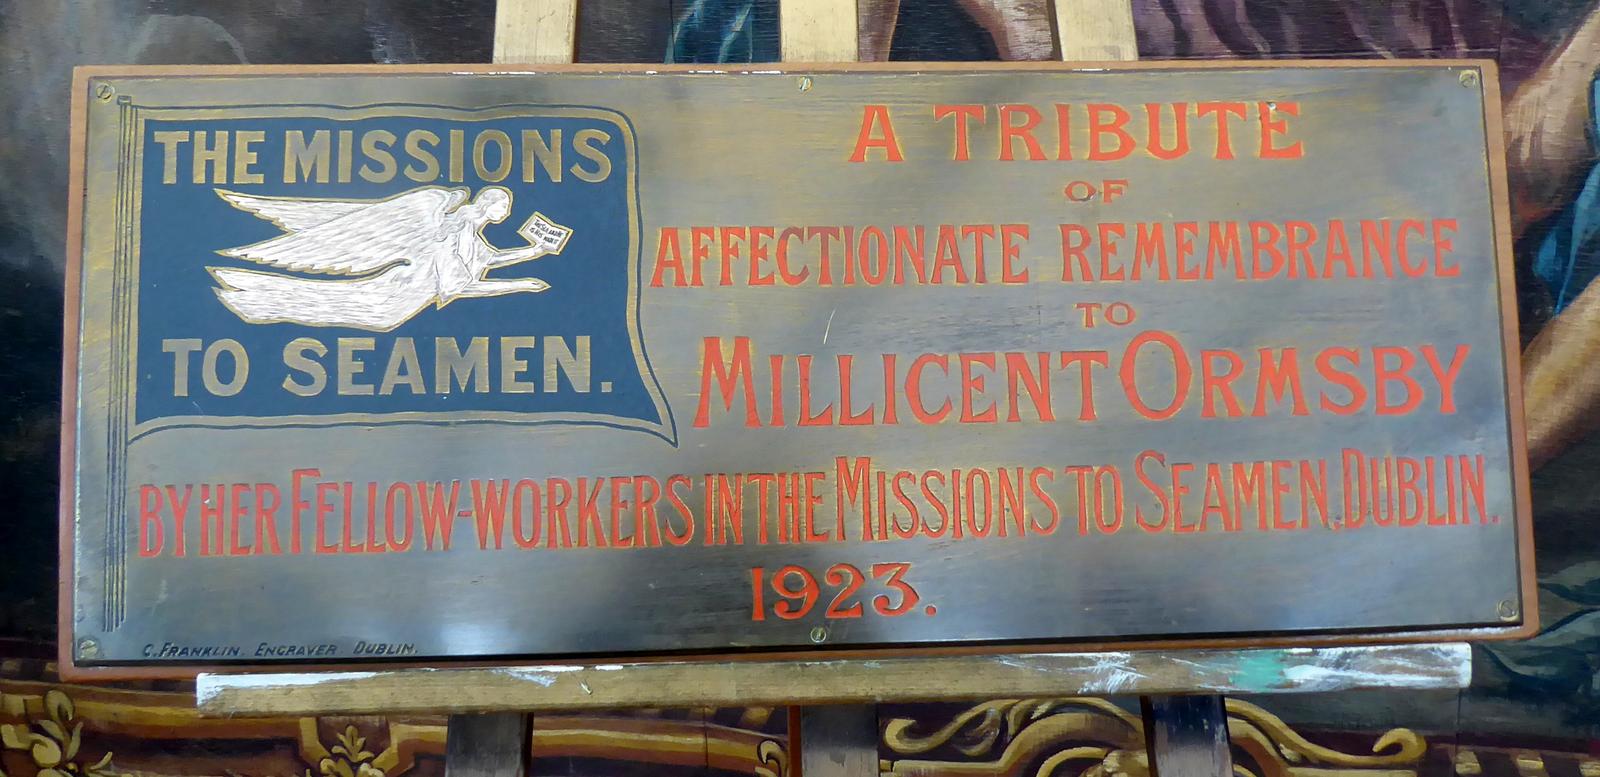 THE MISSIONS
TO SEAMEN.
A TRIBUTE
OF
AFFECTIONATE REMEMBRANCE
TO
MILLICENT ORMSBY
BY HER FELLOW-WORKERS IN THE MISSIONS TO SEAMEN, DUBLIN.
1923.
C. FRANKLIN. ENGRAVER. DUBLIN.